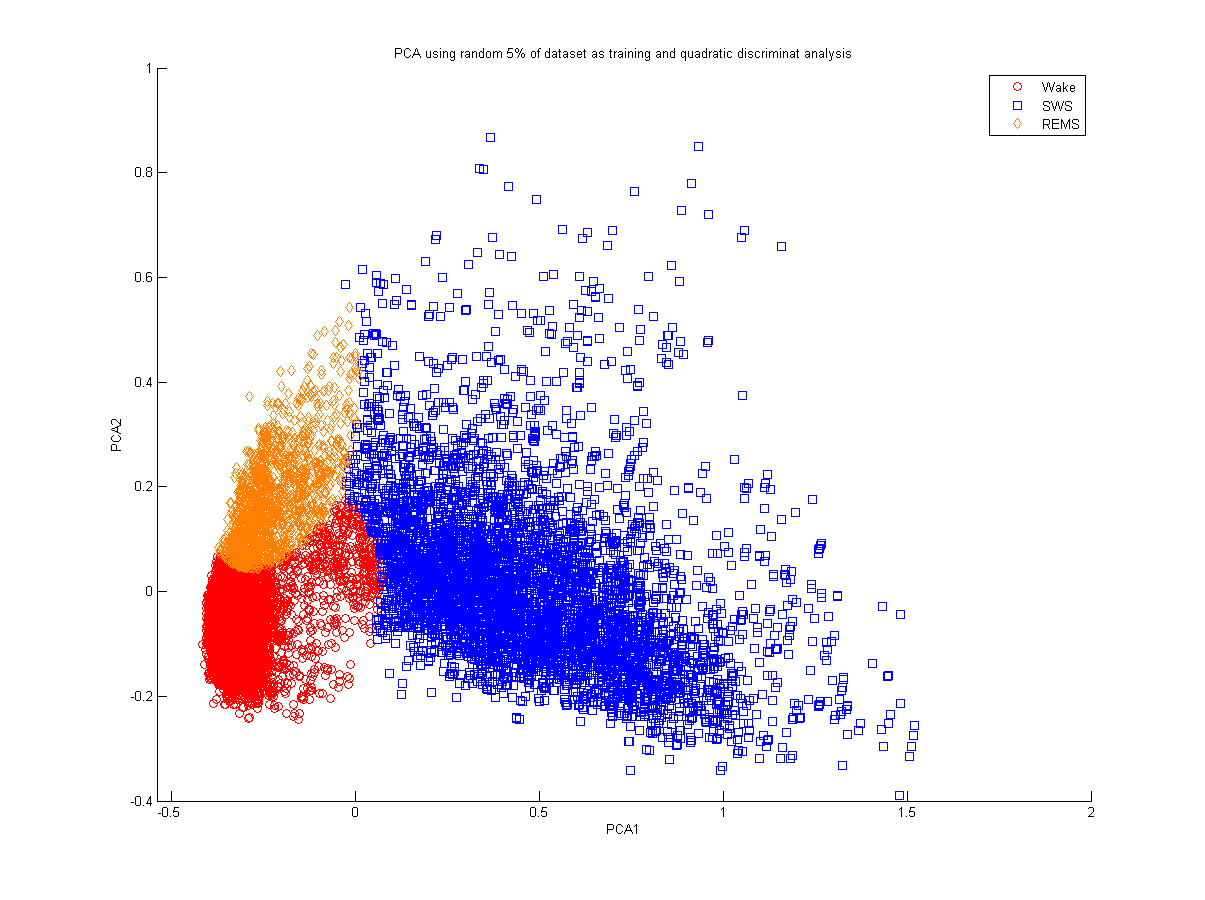 PCA using random 5% of dataset as training and quadratic discriminat analysis
Wake
SWS
REMS
1
0.8
0.6
0.4
0.2
0
-0.2
-0.4
PCA2
-0.5
0
0.5
1
1.5
2
PCA1